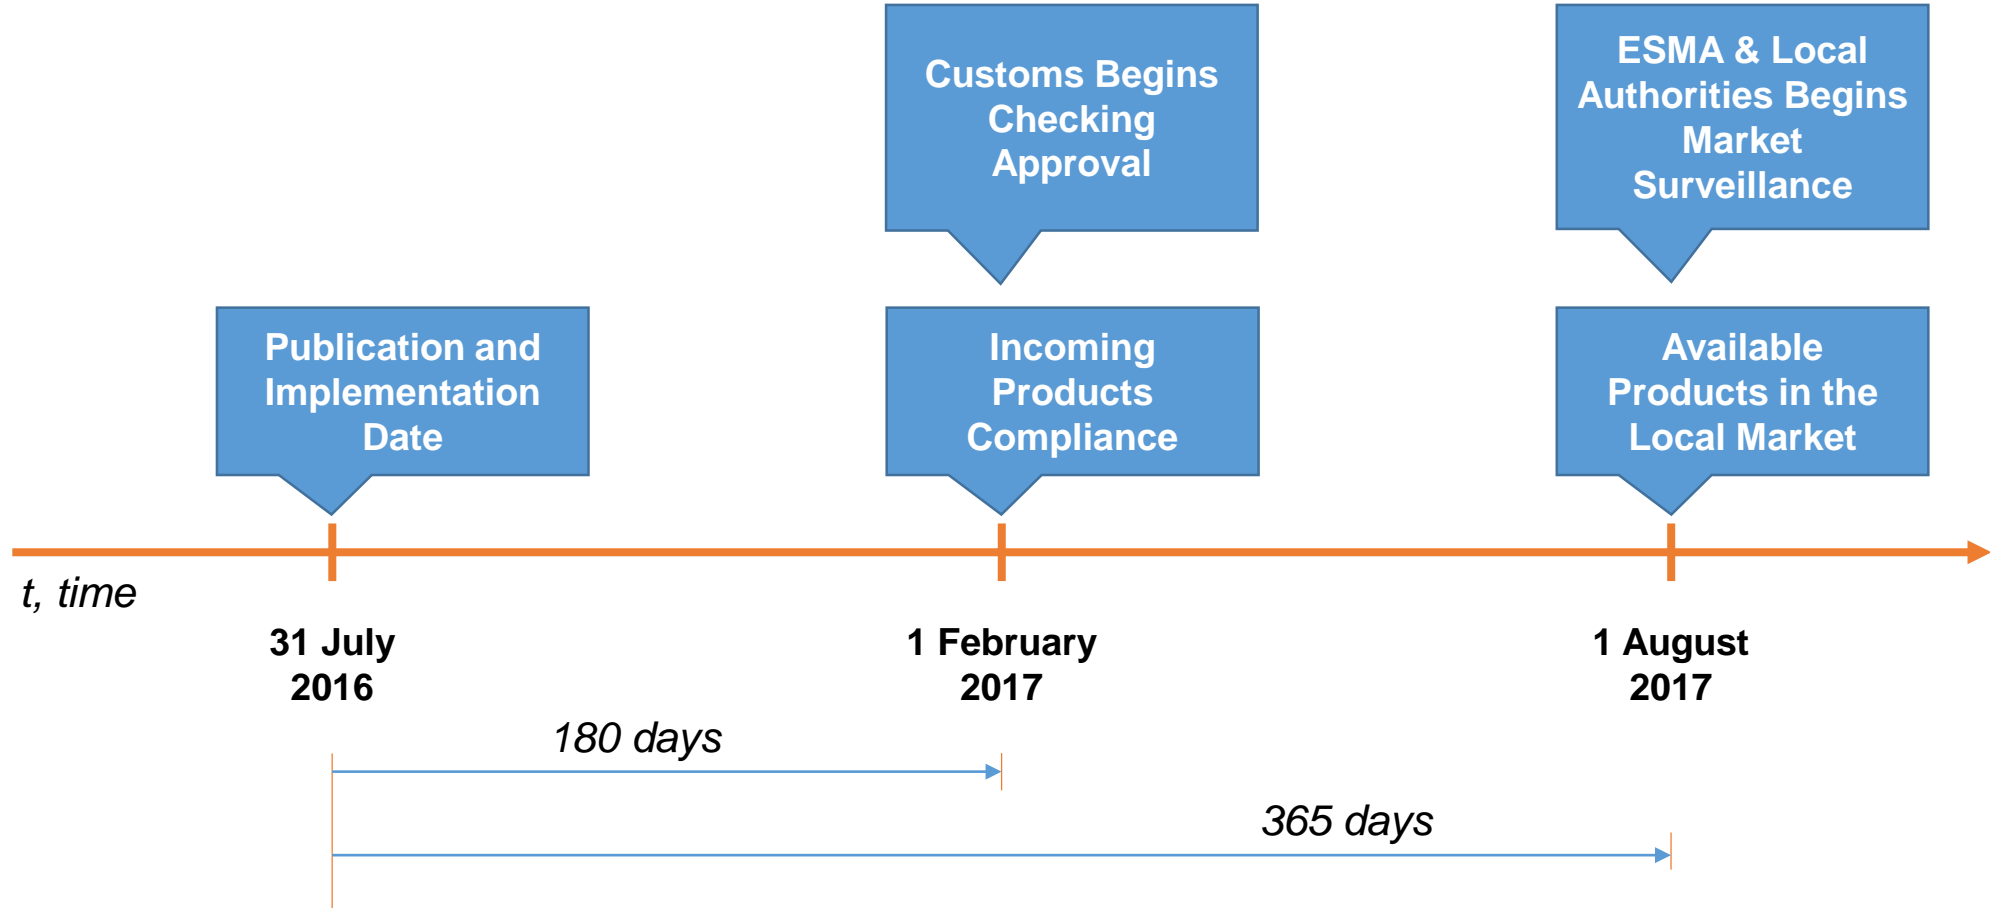 Customs Begins
Checking
Approval
ESMA & Local
Authorities Begins
Market
Surveillance
Publication and
Implementation
Date
Incoming
Products
Compliance
Available
Products in the
Local Market
t, time
31 July
2016
1 February
2017
1 August
2017
180 days
365 days